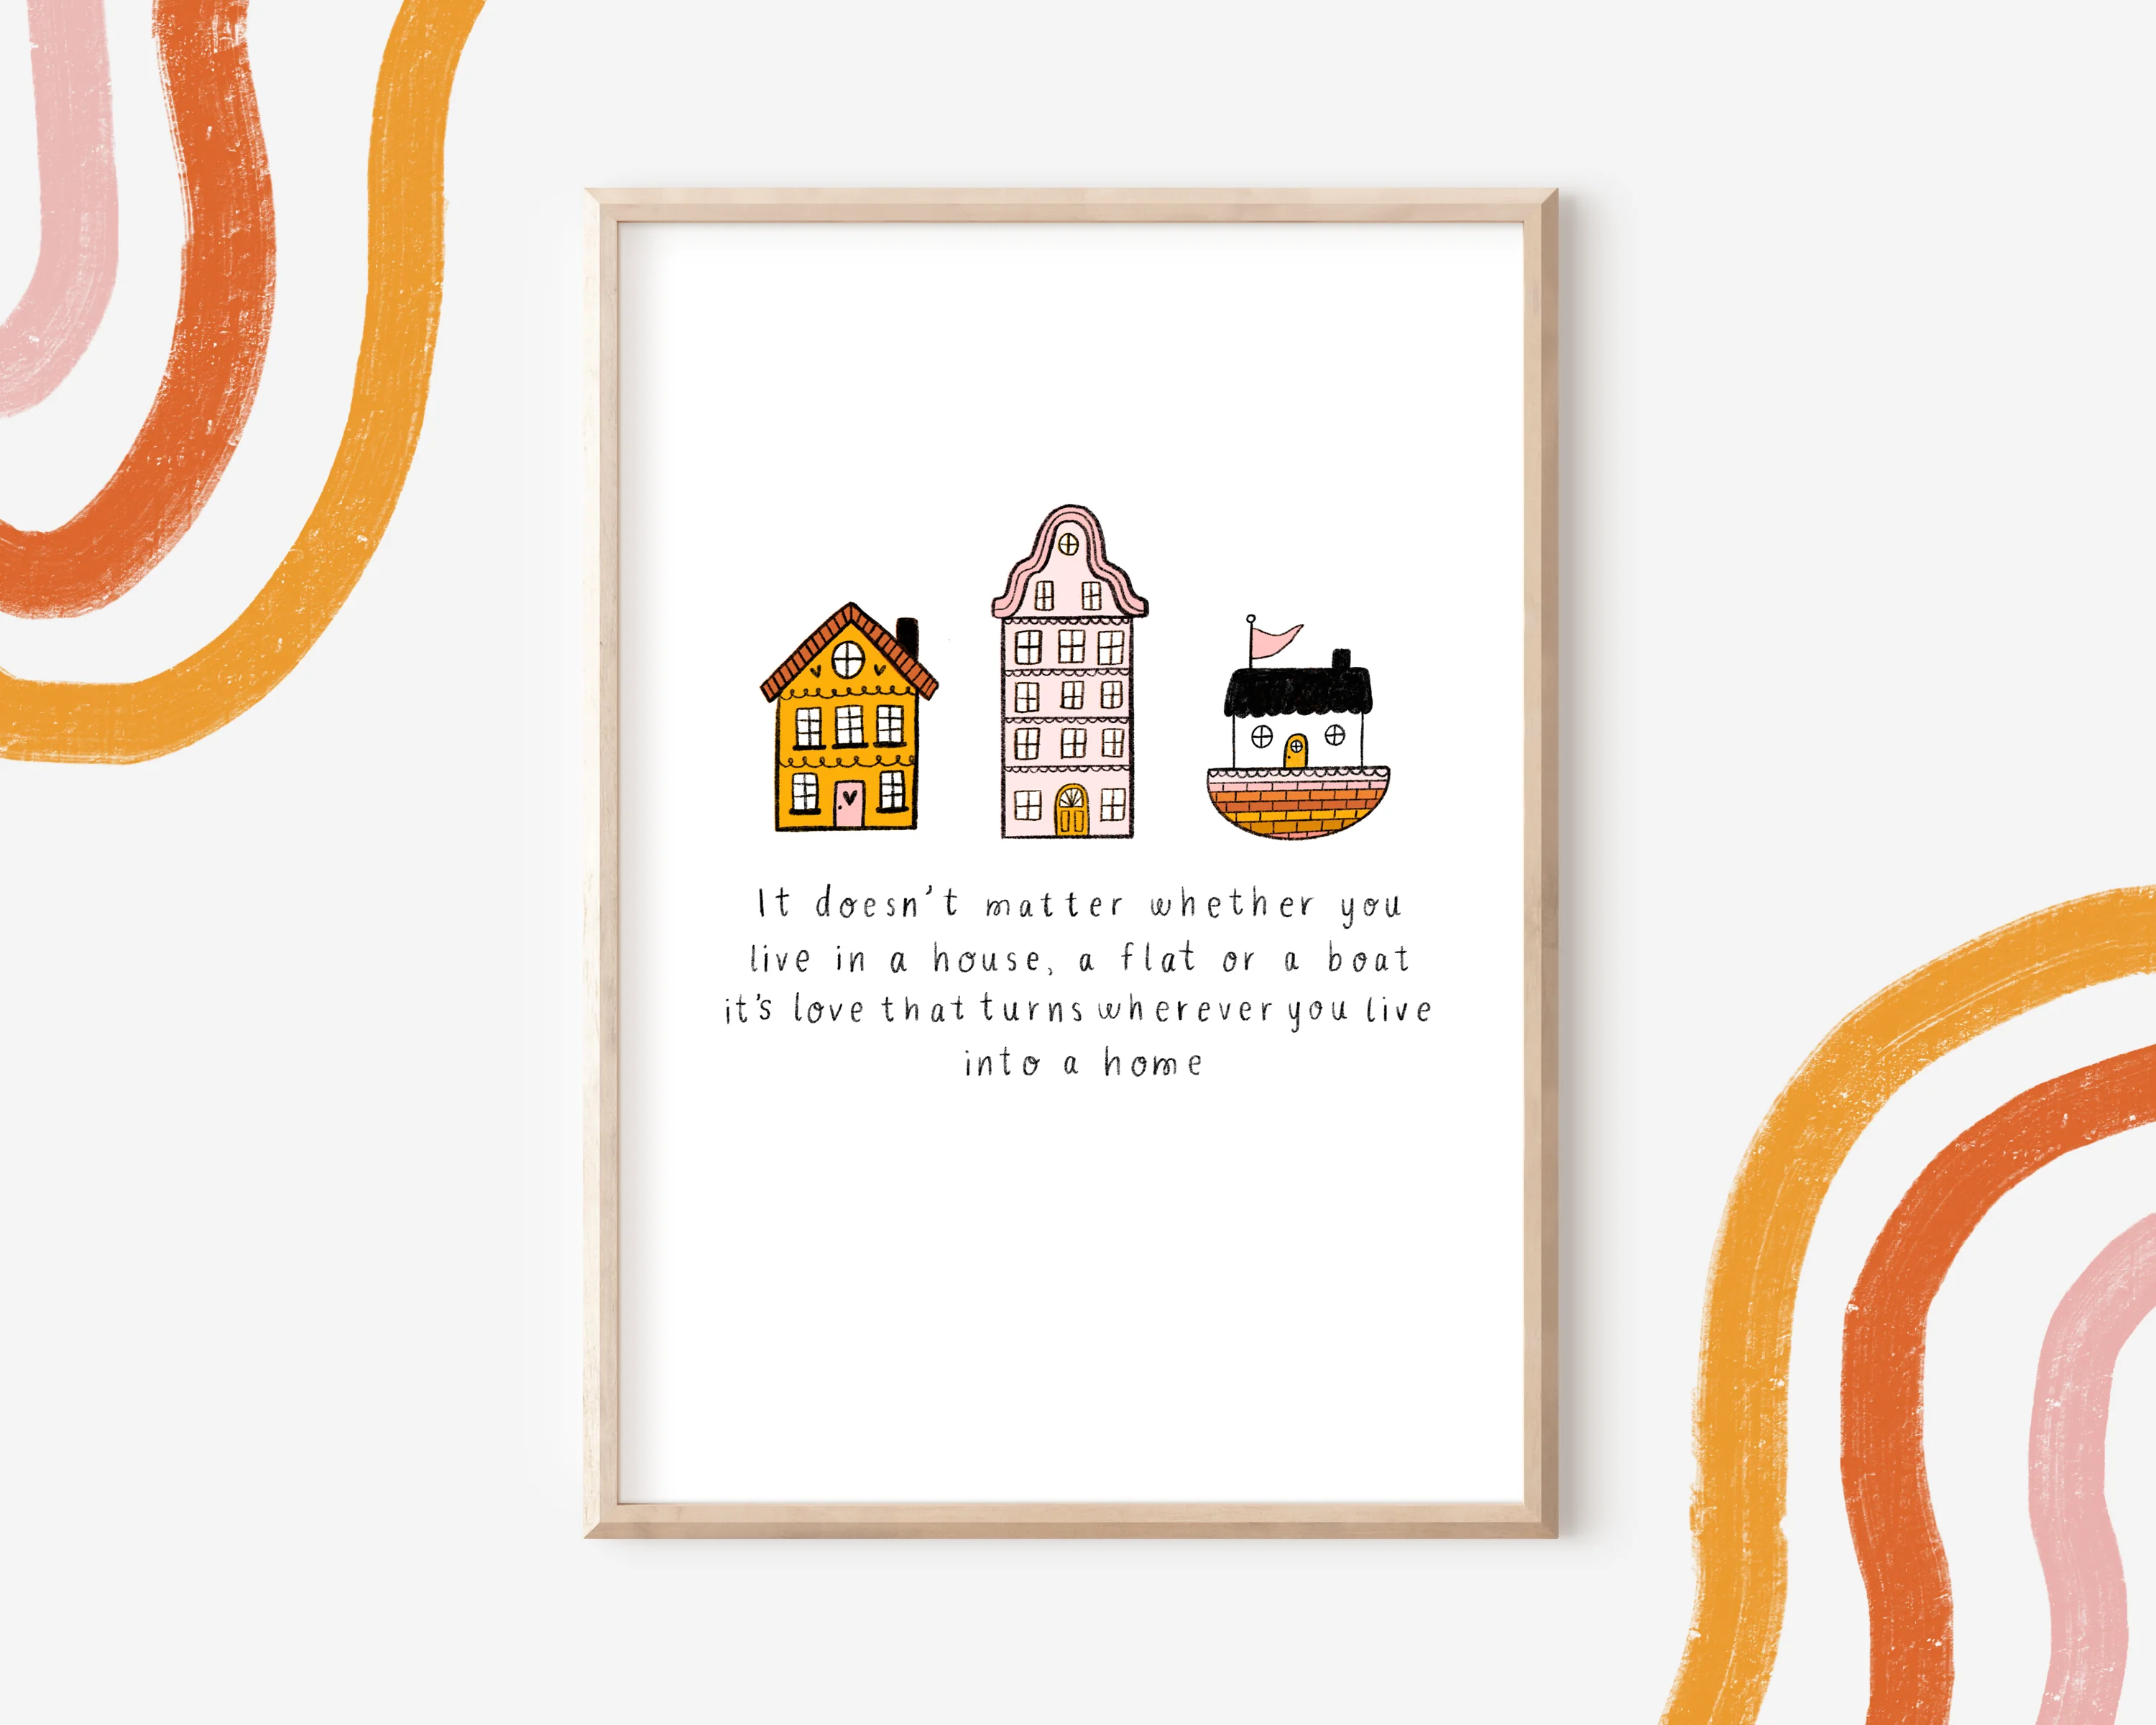 It doesn't matter whether you
live in a house, a flat or a boat
it's love that turns wherever you live
into a home